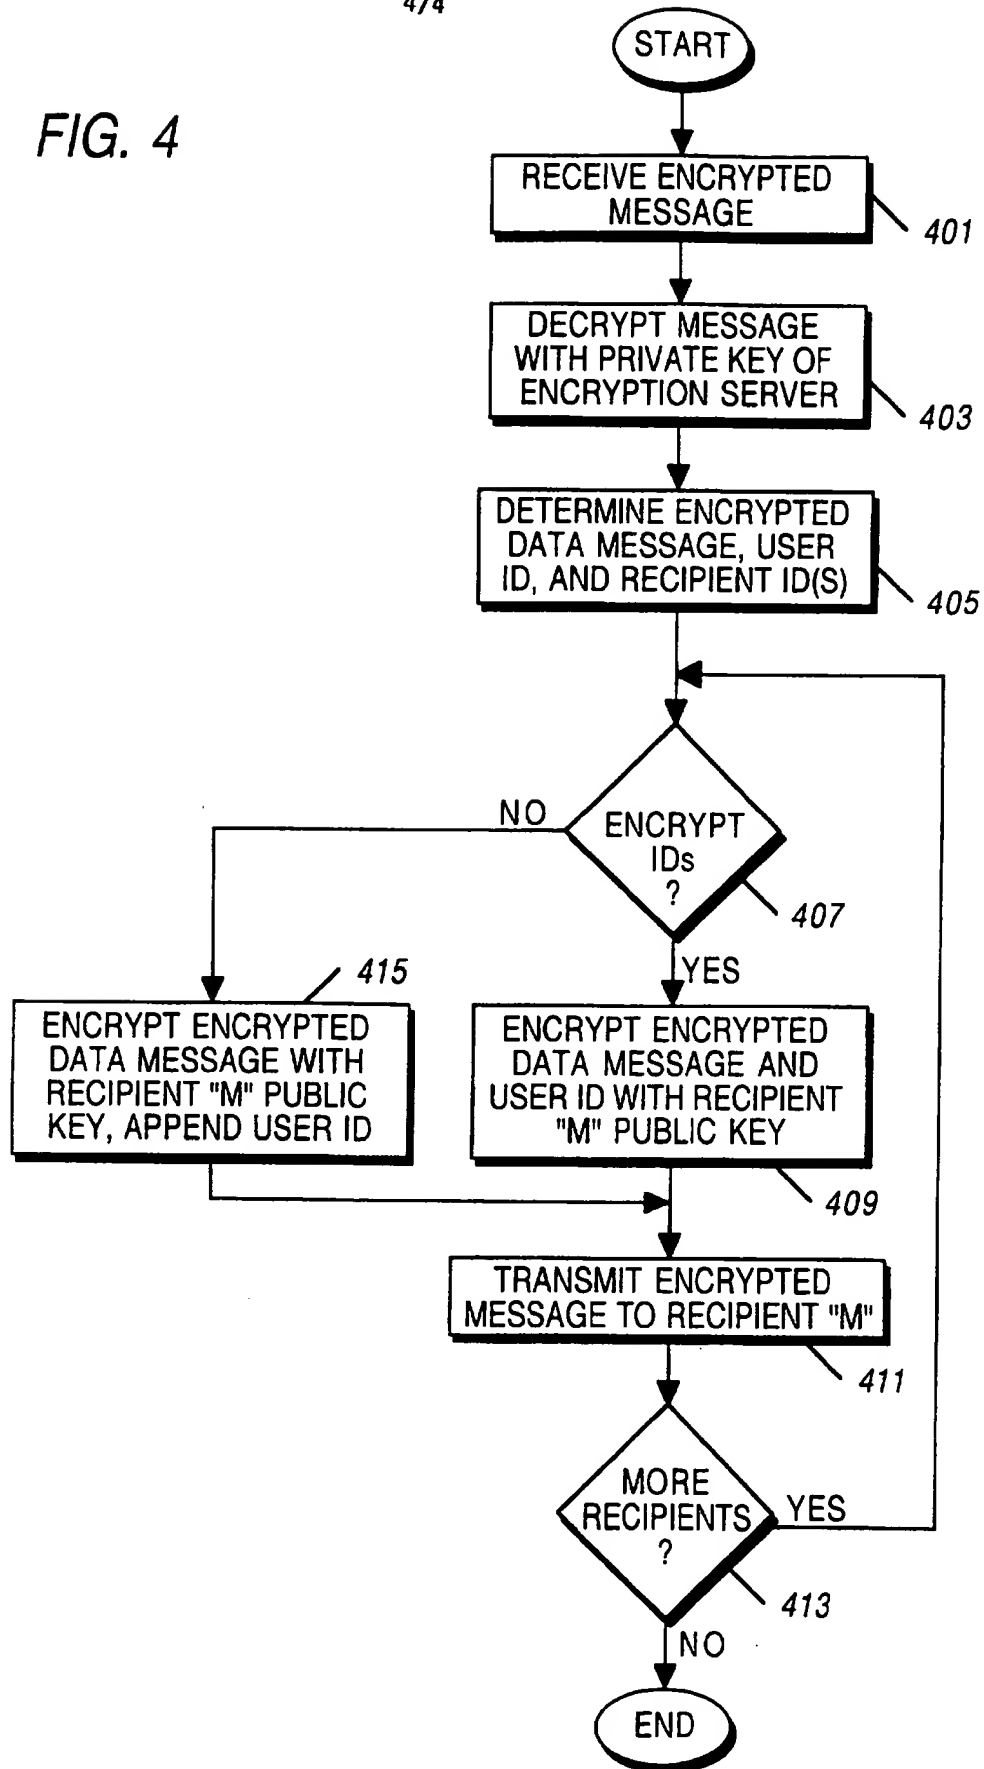 4/4
START
FIG. 4
RECEIVE ENCRYPTED
MESSAGE
401
DECRYPT MESSAGE
WITH PRIVATE KEY OF
ENCRYPTION SERVER
403
DETERMINE ENCRYPTED
DATA MESSAGE, USER
ID, AND RECIPIENT ID(S)
405
NO
ENCRYPT
IDs
?
407
YES
415
ENCRYPT ENCRYPTED
DATA MESSAGE WITH
RECIPIENT "M" PUBLIC
KEY, APPEND USER ID
ENCRYPT ENCRYPTED
DATA MESSAGE AND
USER ID WITH RECIPIENT
"M" PUBLIC KEY
409
TRANSMIT ENCRYPTED
MESSAGE TO RECIPIENT "M"
411
MORE
RECIPIENTS
?
YES
413
NO
END